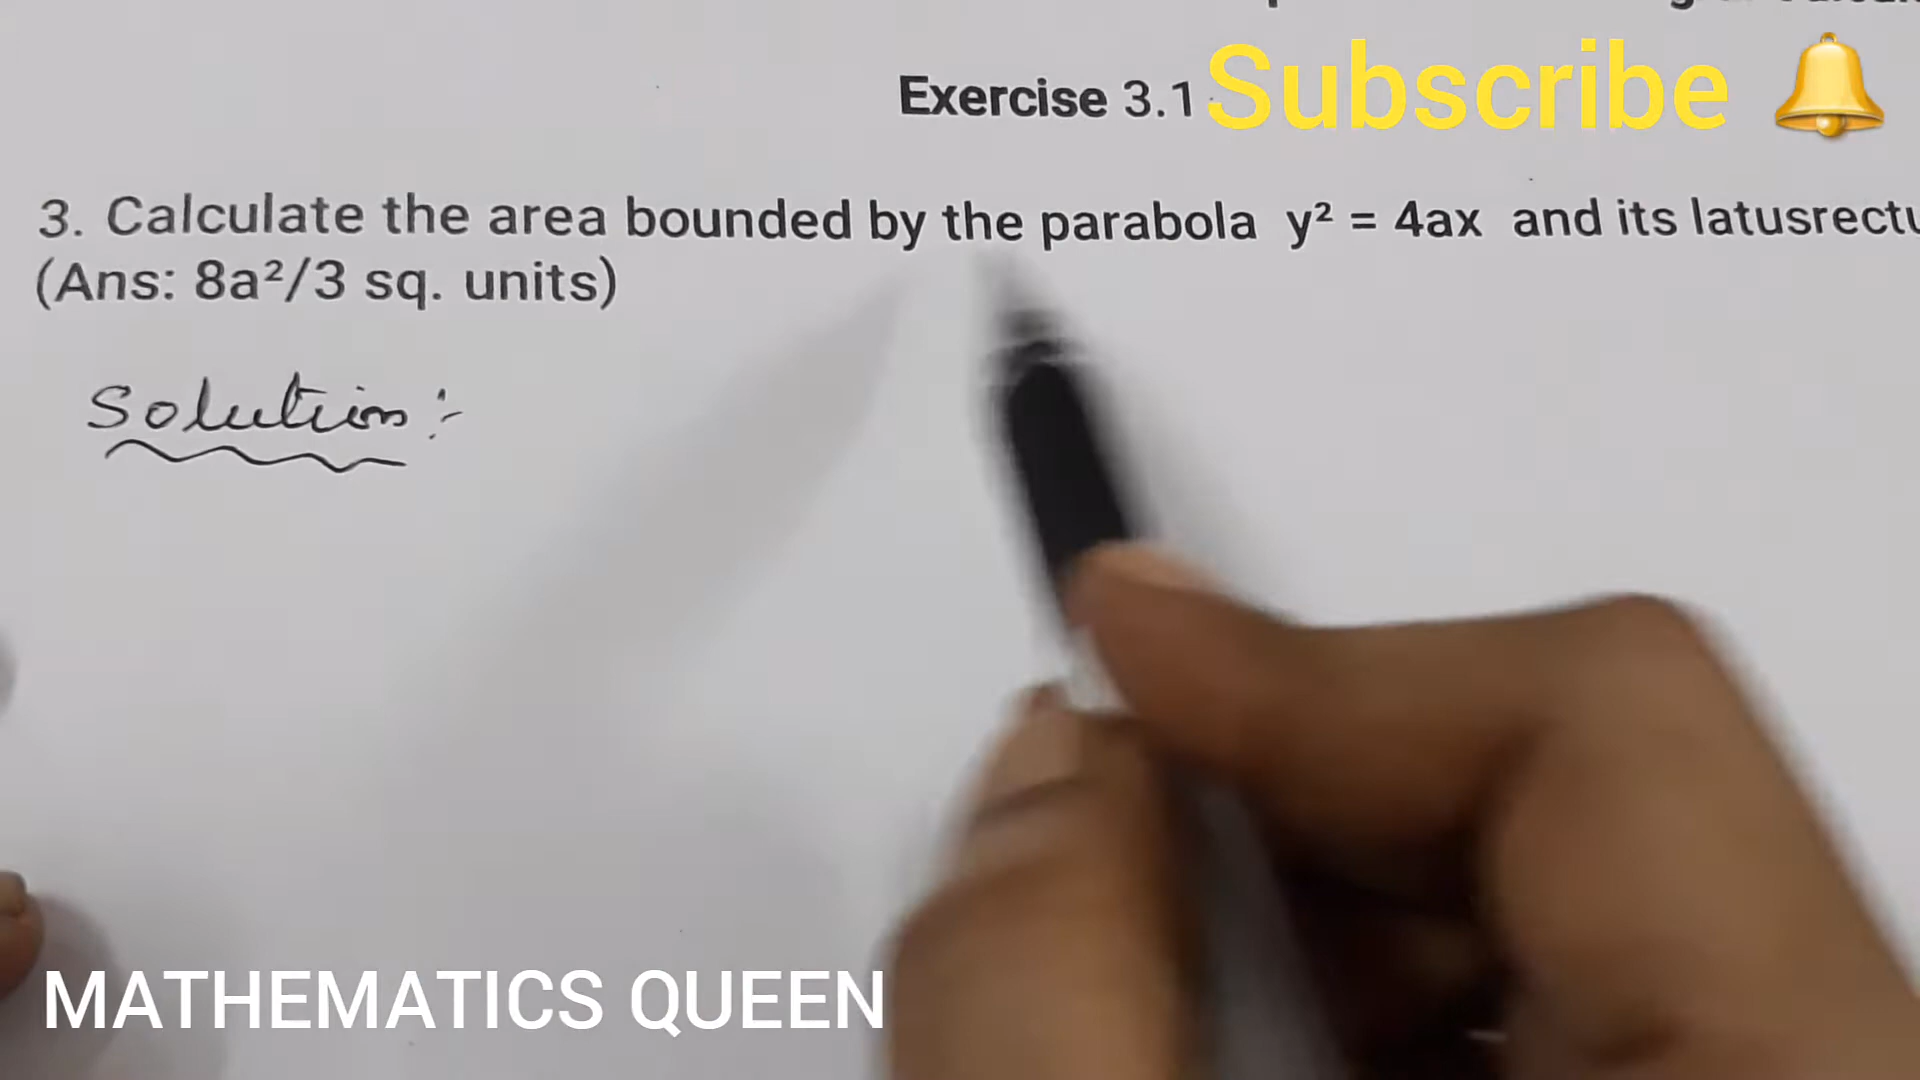 Exercise 3.1
Subscribe 🔔
3. Calculate the area bounded by the parabola y² = 4ax and its latusrectu
(Ans: 8a²/3 sq. units)
Solution :-
MATHEMATICS QUEEN